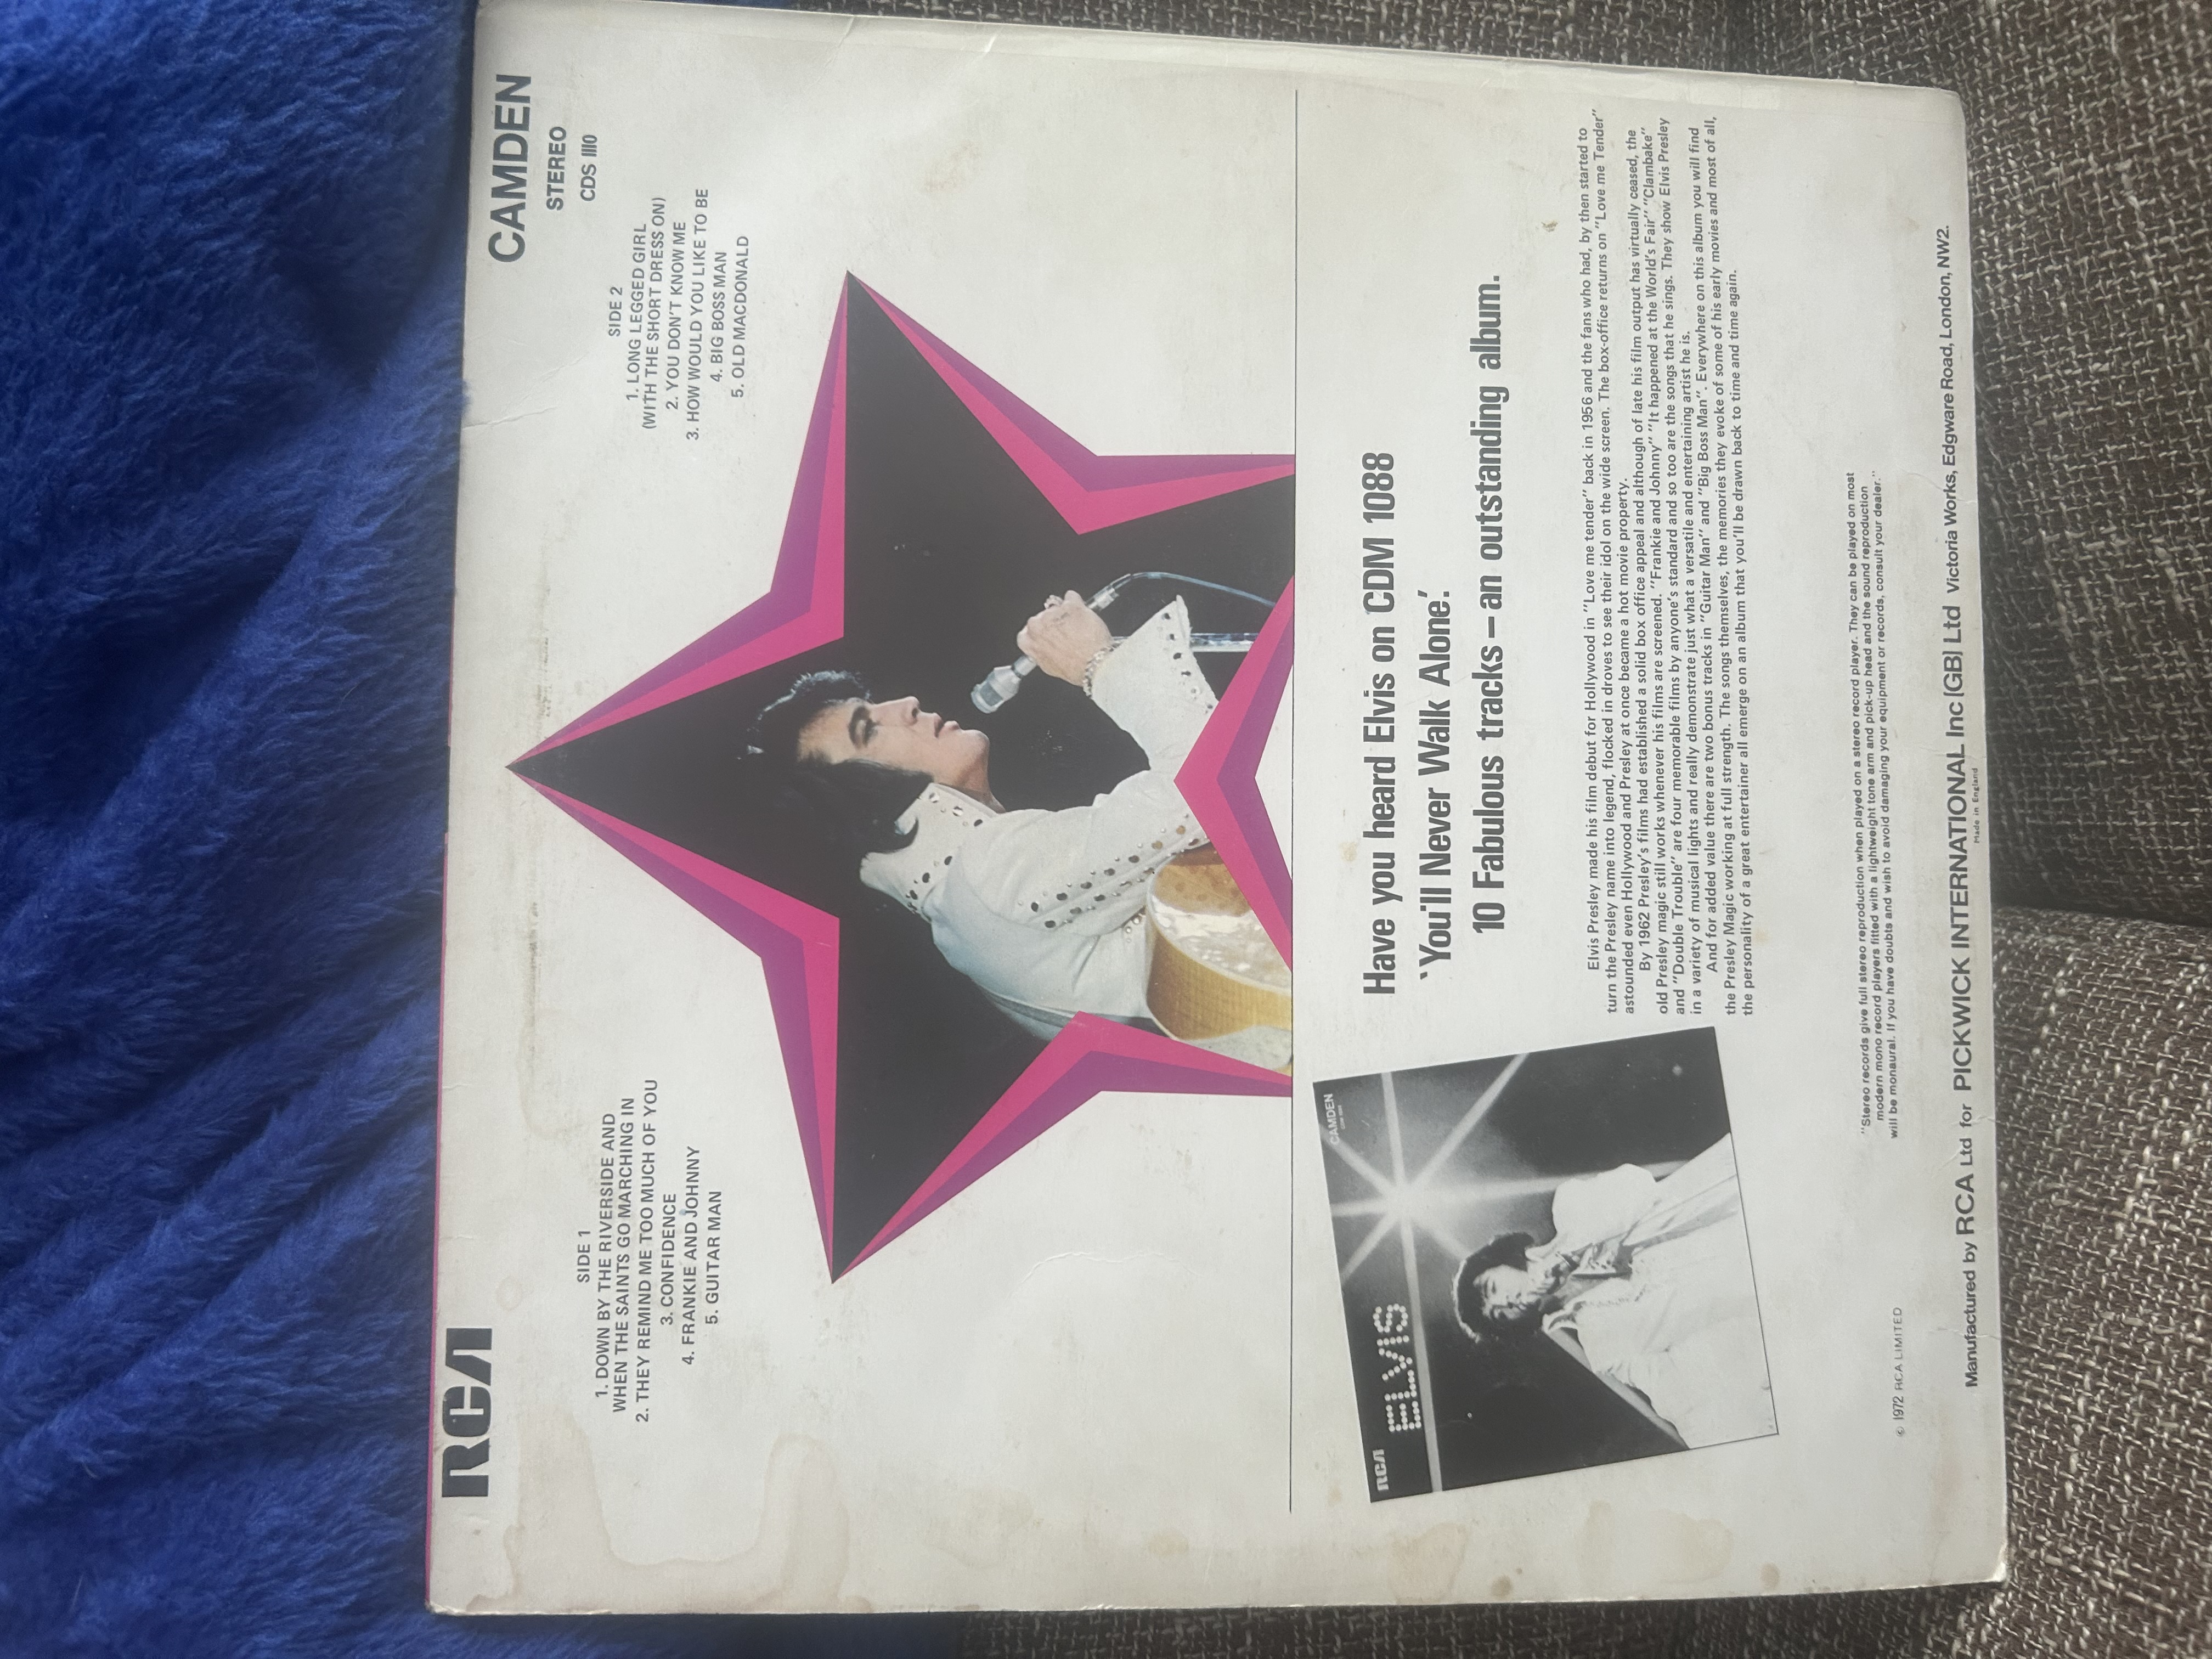 RCA
CAMDEN
STEREO
CDS 1110
SIDE 1
1. DOWN BY THE RIVERSIDE AND
WHEN THE SAINTS GO MARCHING IN
2. THEY REMIND ME TOO MUCH OF YOU
3. CONFIDENCE
4. FRANKIE AND JOHNNY
5. GUITAR MAN
SIDE 2
1. LONG LEGGED GIRL
(WITH THE SHORT DRESS ON)
2. YOU DON'T KNOW ME
3. HOW WOULD YOU LIKE TO BE
4. BIG BOSS MAN
5. OLD MACDONALD
Have you heard Elvis on CDM 1088
‘You'll Never Walk Alone’.
10 Fabulous tracks – an outstanding album.
RCA
ELVIS
CAMDEN
Elvis Presley made his film debut for Hollywood in "Love me tender" back in 1956 and the fans who had, by then started to
turn the Presley name into legend, flocked in droves to see their idol on the wide screen. The box-office returns on "Love me Tender"
astounded even Hollywood and Presley at once became a hot movie property.
By 1962 Presley's films had established a solid box office appeal and although of late his film output has virtually ceased, the
old Presley magic still works whenever his films are screened. "Frankie and Johnny" "It happened at the World's Fair" "Clambake"
and "Double Trouble" are four memorable films by anyone's standard and so too are the songs that he sings. They show Elvis Presley
in a variety of musical lights and really demonstrate just what a versatile and entertaining artist he is.
And for added value there are two bonus tracks in "Guitar Man" and "Big Boss Man". Everywhere on this album you will find
the Presley Magic working at full strength. The songs themselves, the memories they evoke of some of his early movies and most of all,
the personality of a great entertainer all emerge on an album that you'll be drawn back to time and time again.
"Stereo records give full stereo reproduction when played on a stereo record player. They can be played on most
modern mono record players fitted with a lightweight tone arm and pick-up head and the sound reproduction
will be monaural. If you have doubts and wish to avoid damaging your equipment or records, consult your dealer."
© 1972 RCA LIMITED
Manufactured by RCA Ltd for PICKWICK INTERNATIONAL Inc (GB) Ltd Victoria Works, Edgware Road, London, NW2.
Made in England